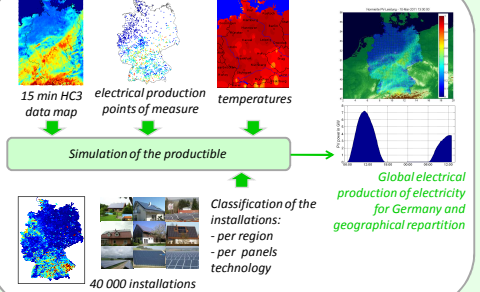 15 min HC3
data map
electrical production
points of measure
temperatures
Simulation of the productible
Global electrical
production of electricity
for Germany and
geographical repartition
Classification of the
installations:
- per region
- per panels
technology
40 000 installations